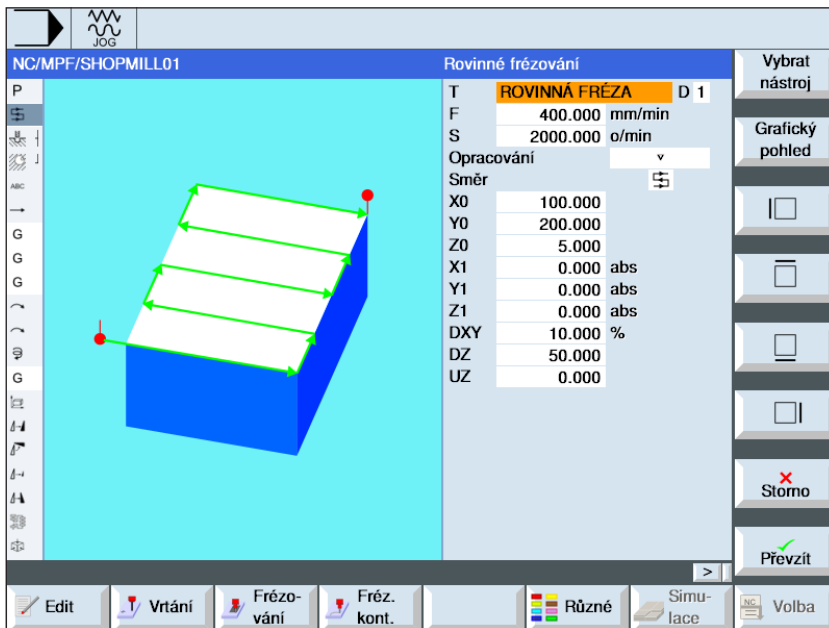 JOG
NC/MPF/SHOPMILL01
Rovinné frézování
P
ABC
G
G
G
G
T ROVINNÁ FRÉZA D 1
F 400.000 mm/min
S 2000.000 o/min
Opracování ᐁ
Směr
X0 100.000
Y0 200.000
Z0 5.000
X1 0.000 abs
Y1 0.000 abs
Z1 0.000 abs
DXY 10.000 %
DZ 50.000
UZ 0.000
Vybrat
nástroj
Grafický
pohled
Storno
Převzít
>
Edit
Vrtání
Frézo-
vání
Fréz.
kont.
Různé
Simu-
lace
NC
Volba